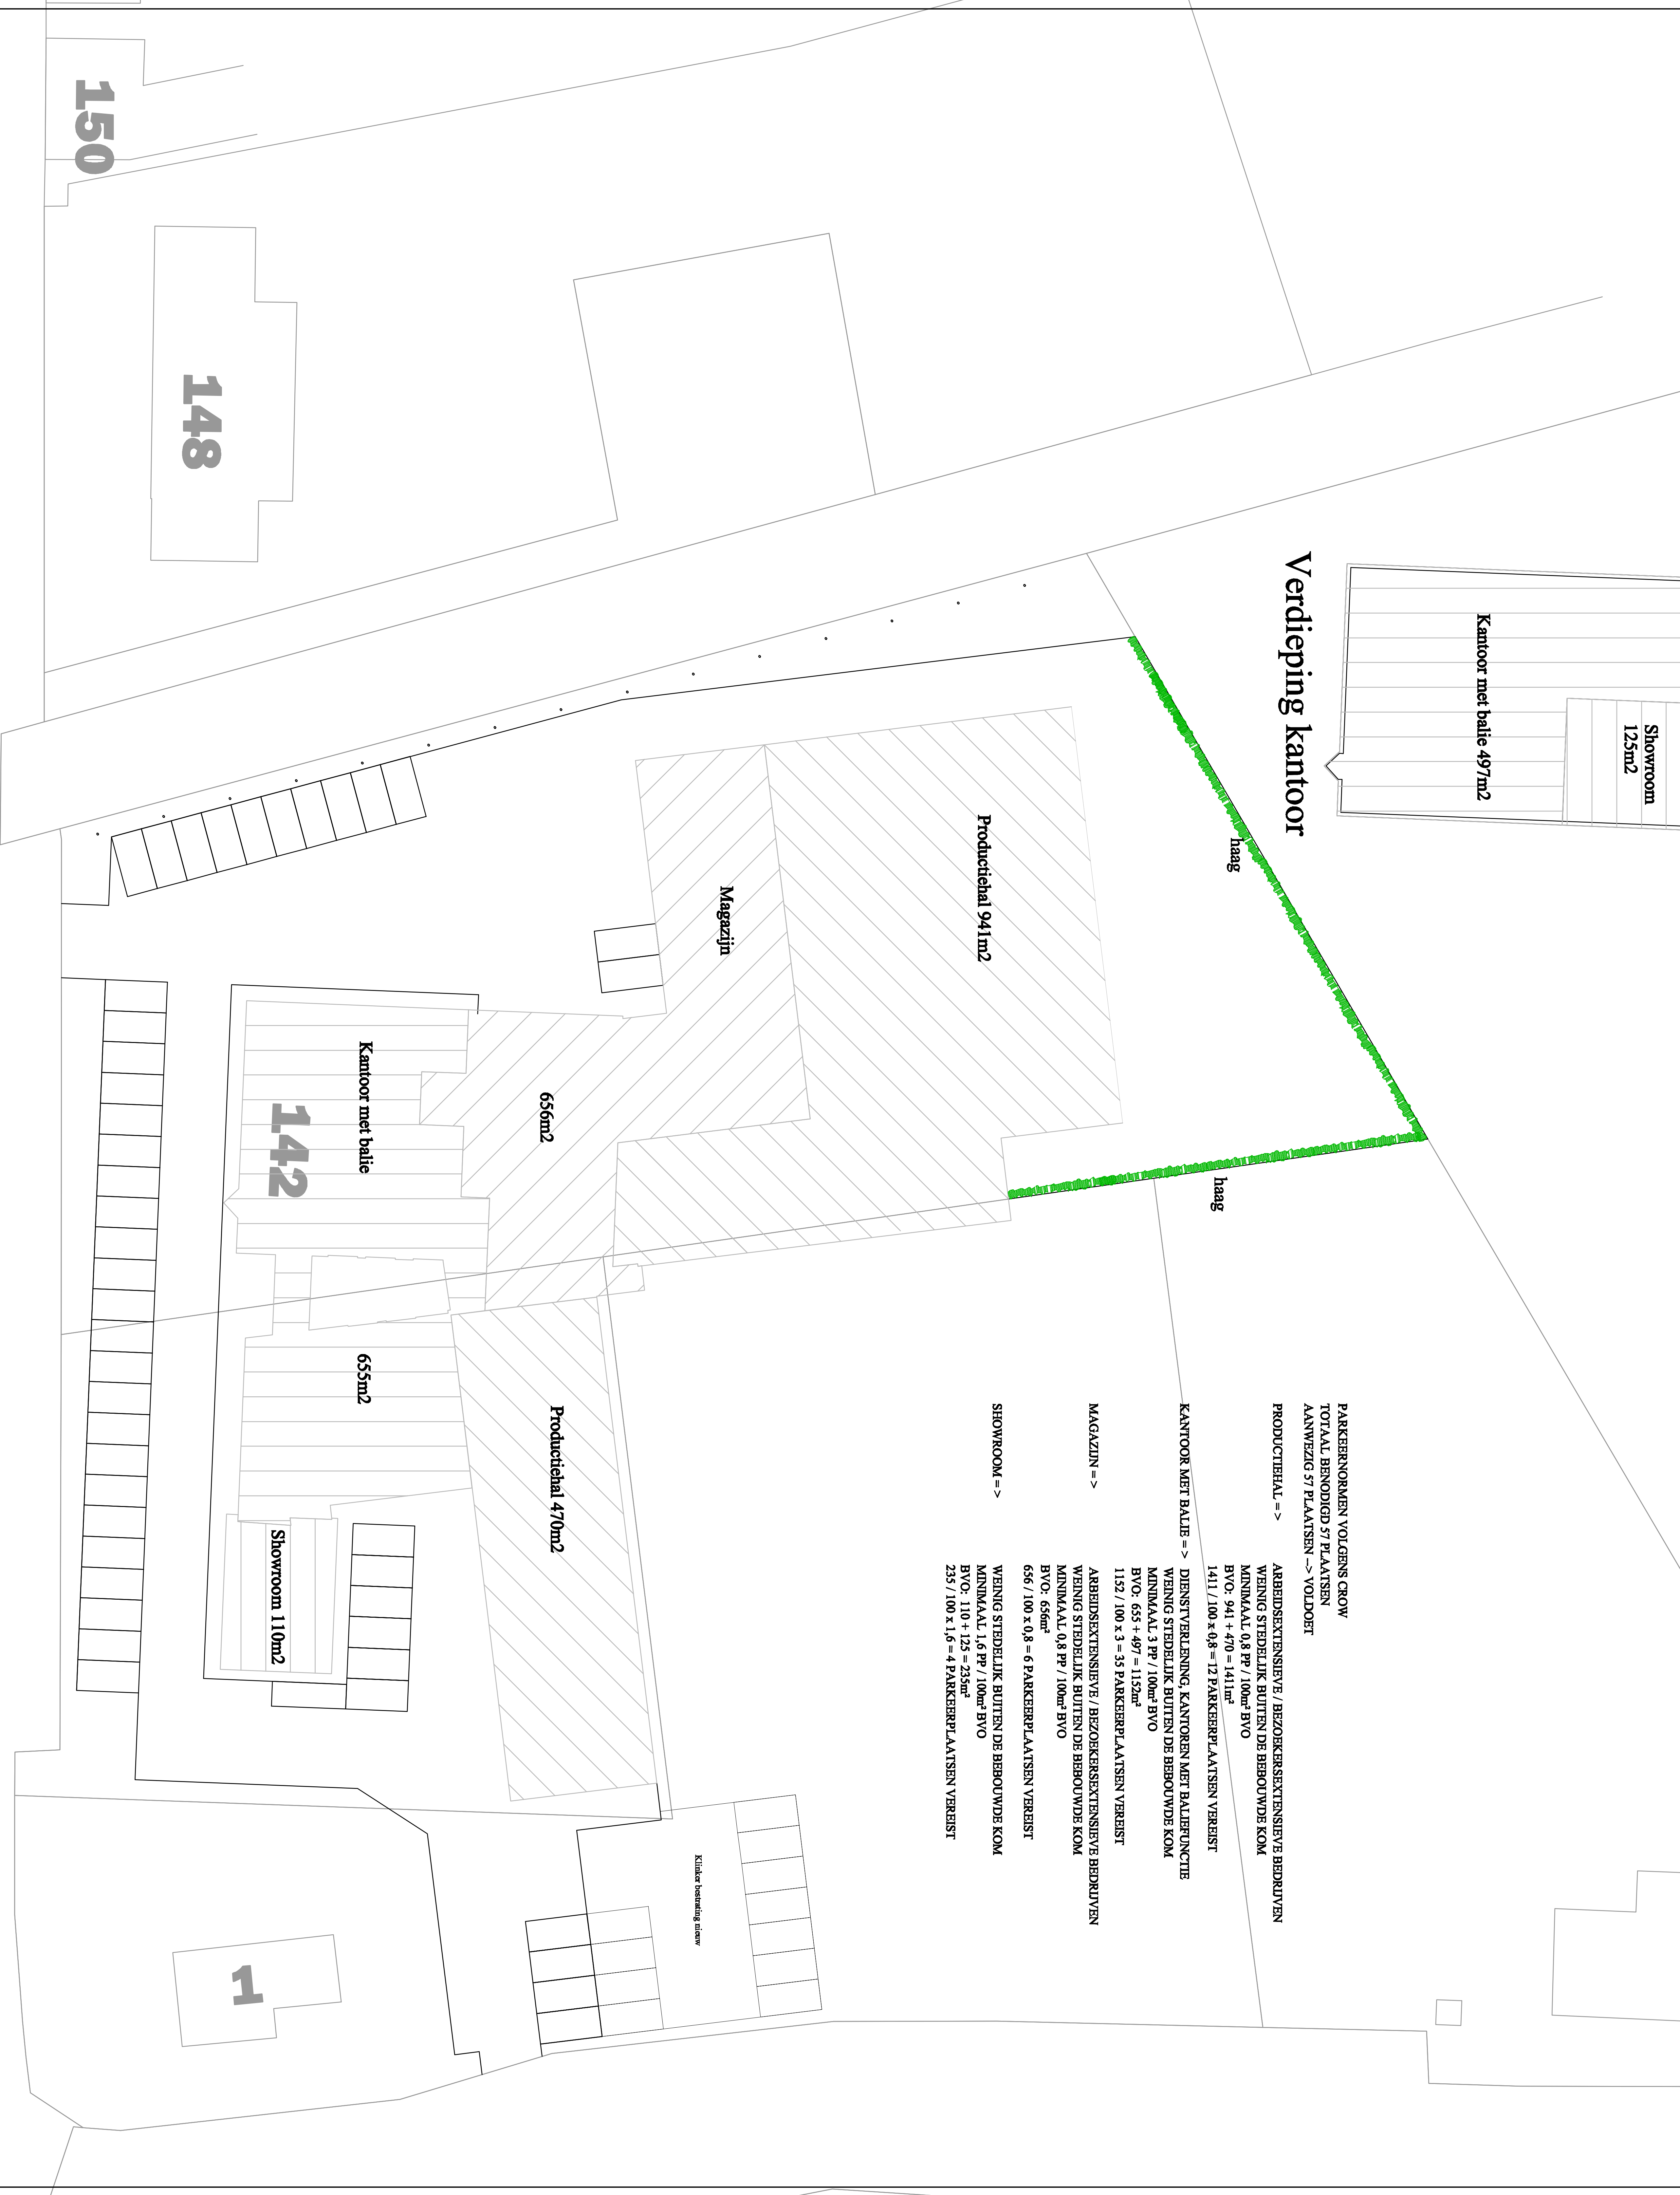 150
148
Verdieping kantoor
Kantoor met balie 497m2
Showroom
125m2
haag
haag
Productiehal 941m2
Magazijn
656m2
Kantoor met balie
142
655m2
Productiehal 470m2
Showroom 110m2
PARKEERNORMEN VOLGENS CROW
TOTAAL BENODIGD 57 PLAATSEN
AANWEZIG 57 PLAATSEN --> VOLDOET
PRODUCTIEHAL => ARBEIDSEXTENSIEVE / BEZOEKERSEXTENSIEVE BEDRIJVEN
WEINIG STEDELIJK BUITEN DE BEBOUWDE KOM
MINIMAAL 0,8 PP / 100m² BVO
BVO: 941 + 470 = 1411m²
1411 / 100 x 0,8 = 12 PARKEERPLAATSEN VEREIST
KANTOOR MET BALIE => DIENSTVERLENING, KANTOREN MET BALIEFUNCTIE
WEINIG STEDELIJK BUITEN DE BEBOUWDE KOM
MINIMAAL 3 PP / 100m² BVO
BVO: 655 + 497 = 1152m²
1152 / 100 x 3 = 35 PARKEERPLAATSEN VEREIST
MAGAZIJN => ARBEIDSEXTENSIEVE / BEZOEKERSEXTENSIEVE BEDRIJVEN
WEINIG STEDELIJK BUITEN DE BEBOUWDE KOM
MINIMAAL 0,8 PP / 100m² BVO
BVO: 656m²
656 / 100 x 0,8 = 6 PARKEERPLAATSEN VEREIST
SHOWROOM => WEINIG STEDELIJK BUITEN DE BEBOUWDE KOM
MINIMAAL 1,6 PP / 100m² BVO
BVO: 110 + 125 = 235m²
235 / 100 x 1,6 = 4 PARKEERPLAATSEN VEREIST
Klinker bestrating nieuw
1